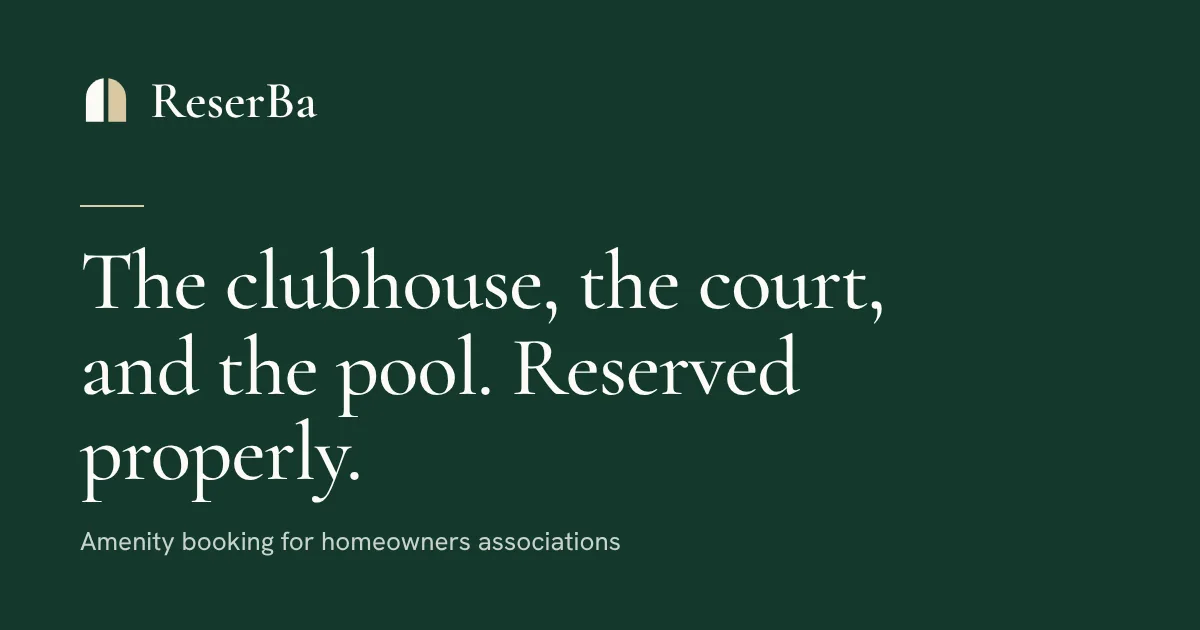 ReserBa
The clubhouse, the court,
and the pool. Reserved
properly.
Amenity booking for homeowners associations